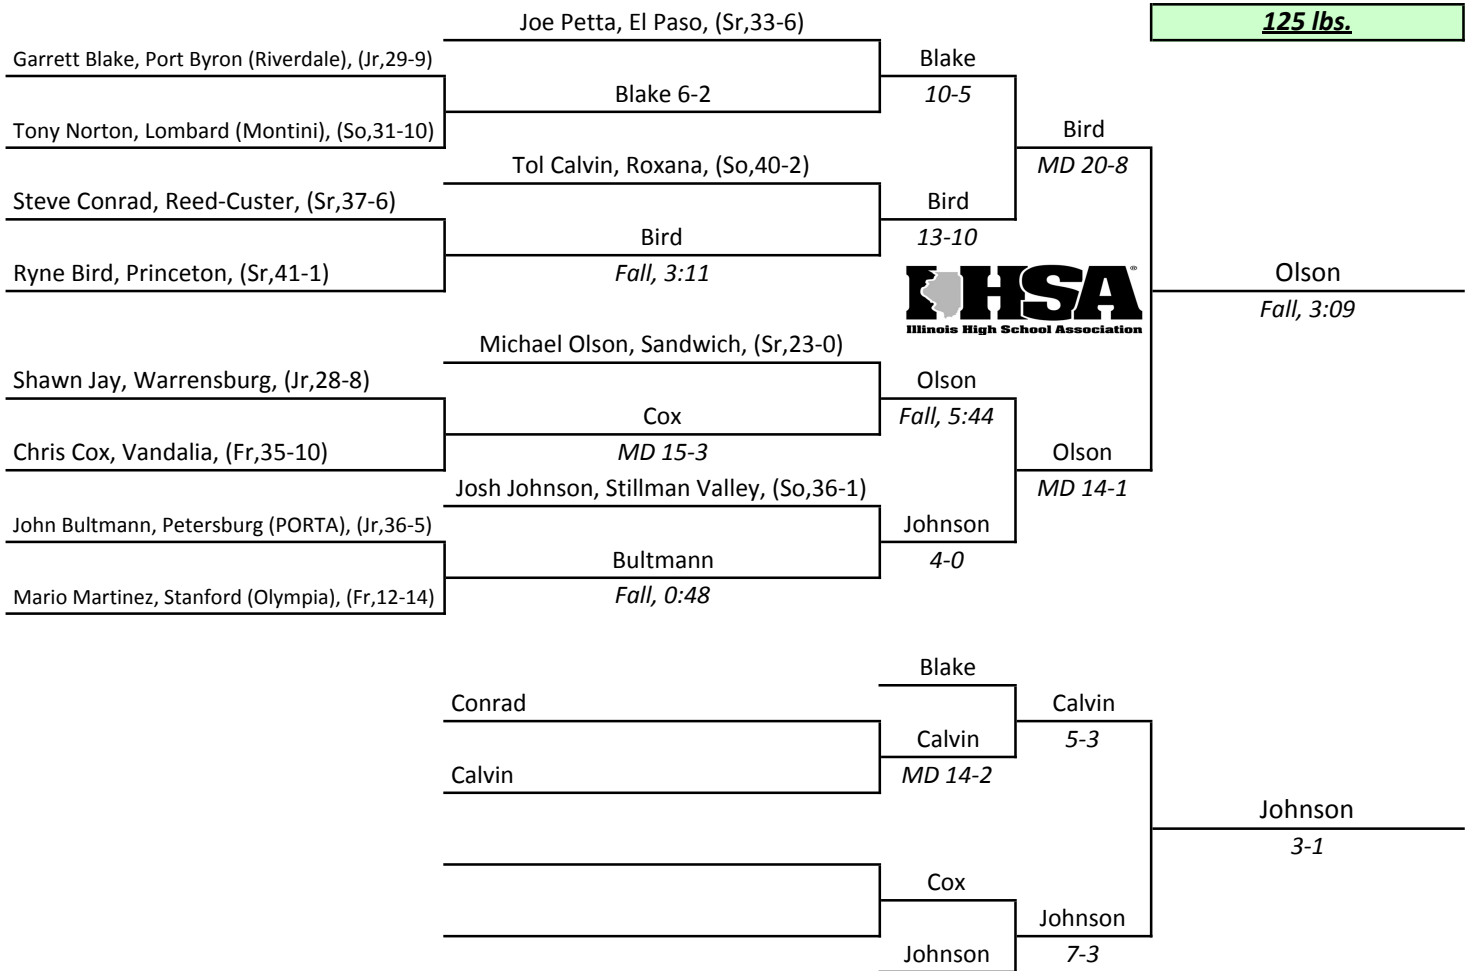 Joe Petta, El Paso, (Sr,33-6)
125 lbs.
Garrett Blake, Port Byron (Riverdale), (Jr,29-9)
Blake
Blake 6-2
10-5
Tony Norton, Lombard (Montini), (So,31-10)
Bird
Tol Calvin, Roxana, (So,40-2)
MD 20-8
Steve Conrad, Reed-Custer, (Sr,37-6)
Bird
Bird
13-10
Ryne Bird, Princeton, (Sr,41-1)
Fall, 3:11
IHSA
Illinois High School Association
Olson
Fall, 3:09
Michael Olson, Sandwich, (Sr,23-0)
Shawn Jay, Warrensburg, (Jr,28-8)
Olson
Cox
Fall, 5:44
Chris Cox, Vandalia, (Fr,35-10)
MD 15-3
Olson
Josh Johnson, Stillman Valley, (So,36-1)
MD 14-1
John Bultmann, Petersburg (PORTA), (Jr,36-5)
Johnson
Bultmann
4-0
Mario Martinez, Stanford (Olympia), (Fr,12-14)
Fall, 0:48
Blake
Conrad
Calvin
Calvin
5-3
Calvin
MD 14-2
Johnson
3-1
Cox
Johnson
Johnson
7-3